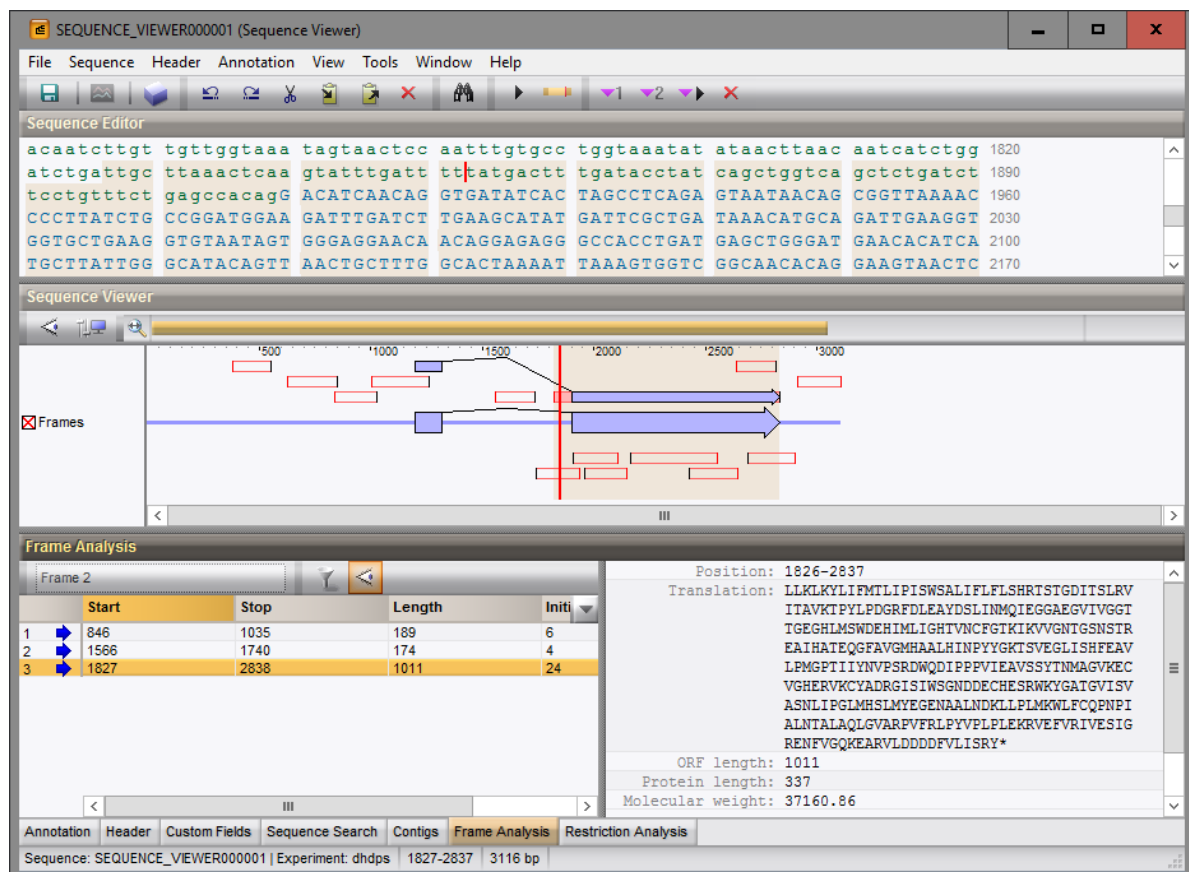 SEQUENCE_VIEWER000001 (Sequence Viewer)
File Sequence Header Annotation View Tools Window Help
1 2
Sequence Editor
acaatcttgt tgttggtaaa tagtaactcc aatttgtgcc tggtaaatat ataacttaac aatcatctgg 1820
atctgattgc ttaaactcaa gtatttgatt tttatgactt tgatacctat cagctggtca gctctgatct 1890
tcctgtttct gagccacagG ACATCAACAG GTGATATCAC TAGCCTCAGA GTAATAACAG CGGTTAAAAC 1960
CCCTTATCTG CCGGATGGAA GATTTGATCT TGAAGCATAT GATTCGCTGA TAAACATGCA GATTGAAGGT 2030
GGTGCTGAAG GTGTAATAGT GGGAGGAACA ACAGGAGAGG GCCACCTGAT GAGCTGGGAT GAACACATCA 2100
TGCTTATTGG GCATACAGTT AACTGCTTTG GCACTAAAAT TAAAGTGGTC GGCAACACAG GAAGTAACTC 2170
Sequence Viewer
'500 '1000 '1500 '2000 '2500 '3000
Frames
Frame Analysis
Frame 2
Start Stop Length Initi
1 846 1035 189 6
2 1566 1740 174 4
3 1827 2838 1011 24
Position: 1826-2837
Translation: LLKLKYLIFMTLIPISWSALIFLFLSHRTSTGDITSLRV
ITAVKTPYLPDGRFDLEAYDSLINMQIEGGAEGVIVGGT
TGEGHLMSWDEHIMLIGHTVNCFGTKIKVVGNTGSNSTR
EAIHATEQGFAVGMHAALHINPYYGKTSVEGLISHFEAV
LPMGPTIIYNVPSRDWQDIPPPVIEAVSSYTNMAGVKEC
VGHERVKCYADRGISIWSGNDDECHESRWKYGATGVISV
ASNLIPGLMHSLMYEGENAALNDKLLPLMKWLFCQPNPI
ALNTALAQLGVARPVFRLPYVPLPLEKRVEFVRIVESIG
RENFVGQKEARVLDDDDFVLISRY*
ORF length: 1011
Protein length: 337
Molecular weight: 37160.86
Annotation Header Custom Fields Sequence Search Contigs Frame Analysis Restriction Analysis
Sequence: SEQUENCE_VIEWER000001 | Experiment: dhdps 1827-2837 3116 bp